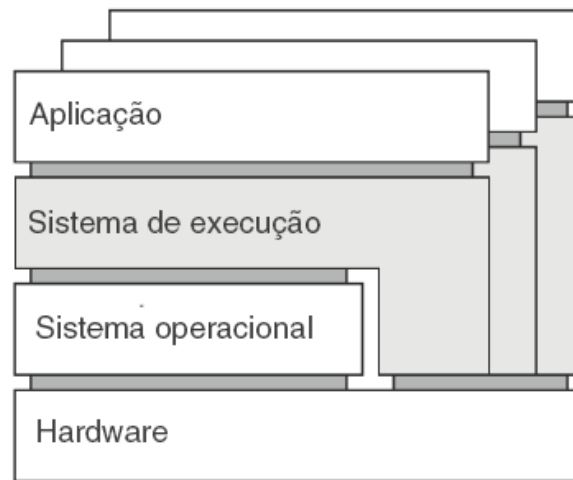 Aplicação
Sistema de execução
Sistema operacional
Hardware